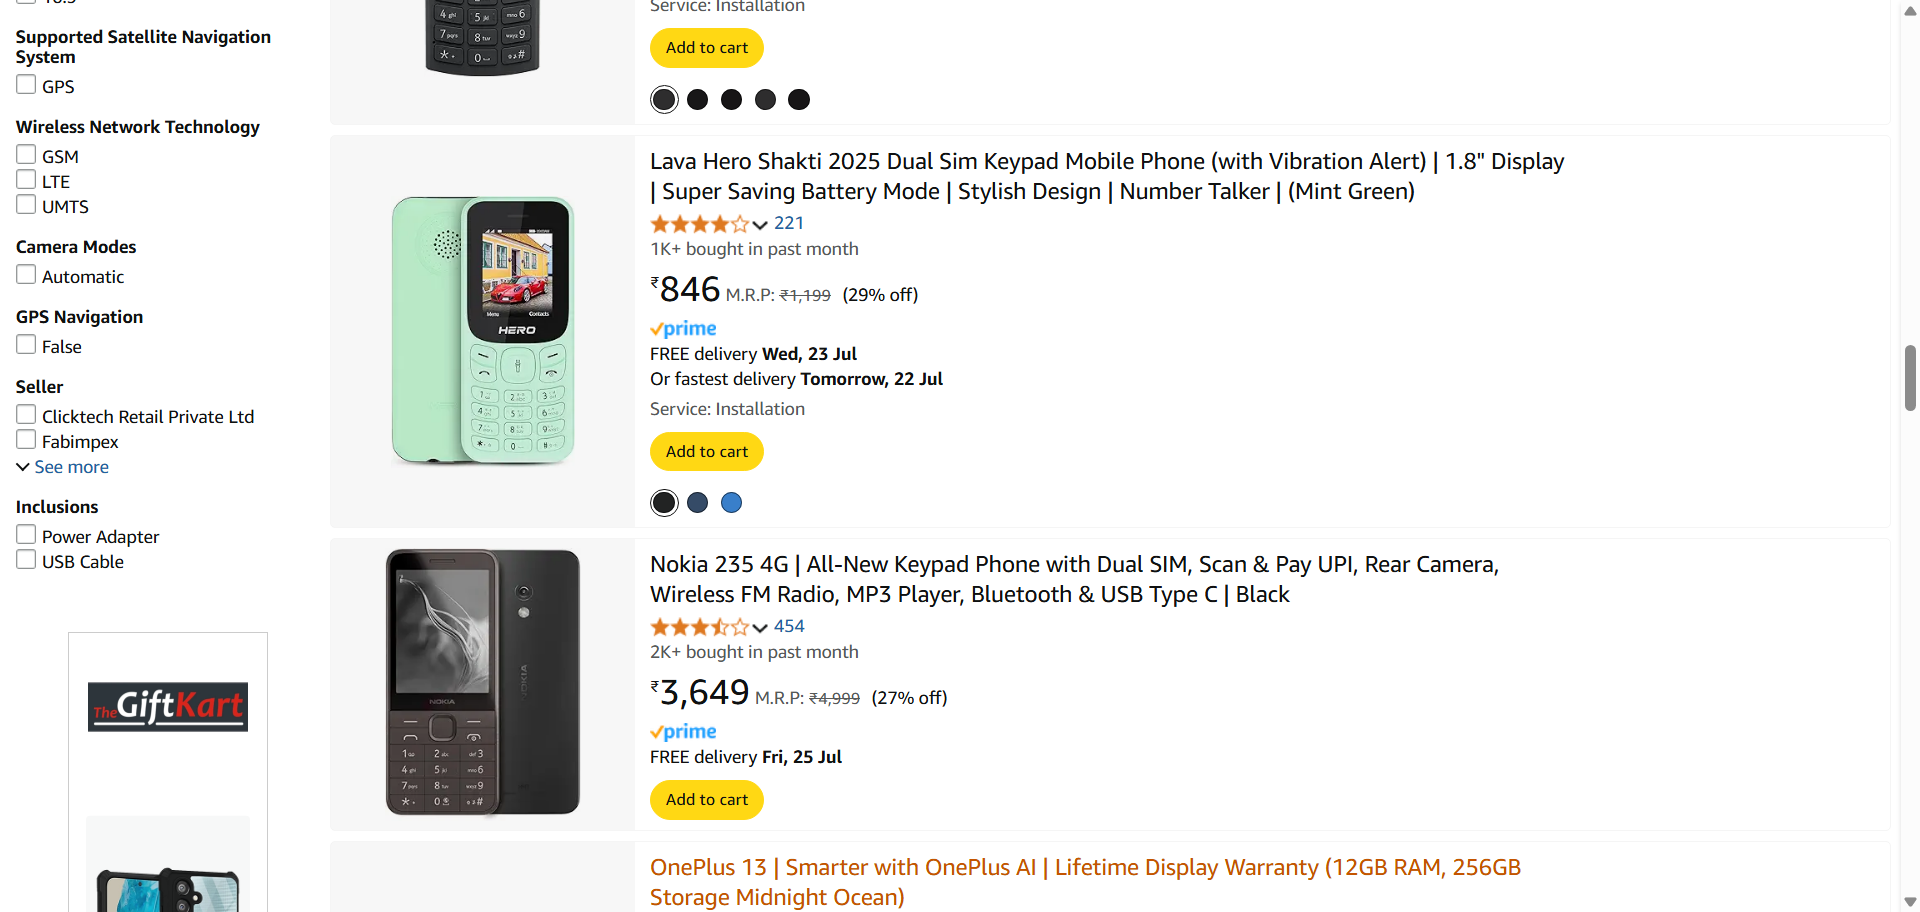 Supported Satellite Navigation
System
GPS
Wireless Network Technology
GSM
LTE
UMTS
Camera Modes
Automatic
GPS Navigation
False
Seller
Clicktech Retail Private Ltd
Fabimpex
See more
Inclusions
Power Adapter
USB Cable
TheGiftKart
Service: Installation
Add to cart
Lava Hero Shakti 2025 Dual Sim Keypad Mobile Phone (with Vibration Alert) | 1.8" Display
| Super Saving Battery Mode | Stylish Design | Number Talker | (Mint Green)
221
1K+ bought in past month
₹846 M.R.P: ₹1,199 (29% off)
prime
FREE delivery Wed, 23 Jul
Or fastest delivery Tomorrow, 22 Jul
Service: Installation
Add to cart
Menu Contacts
HERO
Nokia 235 4G | All-New Keypad Phone with Dual SIM, Scan & Pay UPI, Rear Camera,
Wireless FM Radio, MP3 Player, Bluetooth & USB Type C | Black
454
2K+ bought in past month
₹3,649 M.R.P: ₹4,999 (27% off)
prime
FREE delivery Fri, 25 Jul
Add to cart
NOKIA
NOKIA
OnePlus 13 | Smarter with OnePlus AI | Lifetime Display Warranty (12GB RAM, 256GB
Storage Midnight Ocean)